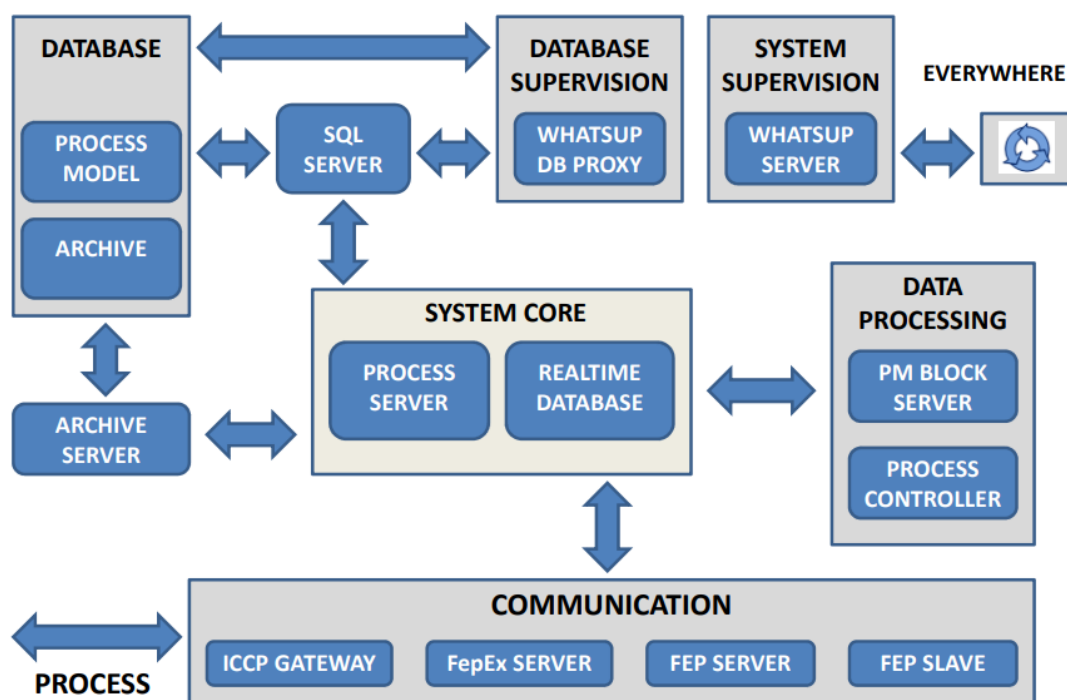 DATABASE
PROCESS
MODEL
ARCHIVE
SQL
SERVER
DATABASE
SUPERVISION
WHATSUP
DB PROXY
SYSTEM
SUPERVISION
WHATSUP
SERVER
EVERYWHERE
SYSTEM CORE
PROCESS
SERVER
REALTIME
DATABASE
DATA
PROCESSING
PM BLOCK
SERVER
PROCESS
CONTROLLER
ARCHIVE
SERVER
COMMUNICATION
ICCP GATEWAY
FepEx SERVER
FEP SERVER
FEP SLAVE
PROCESS